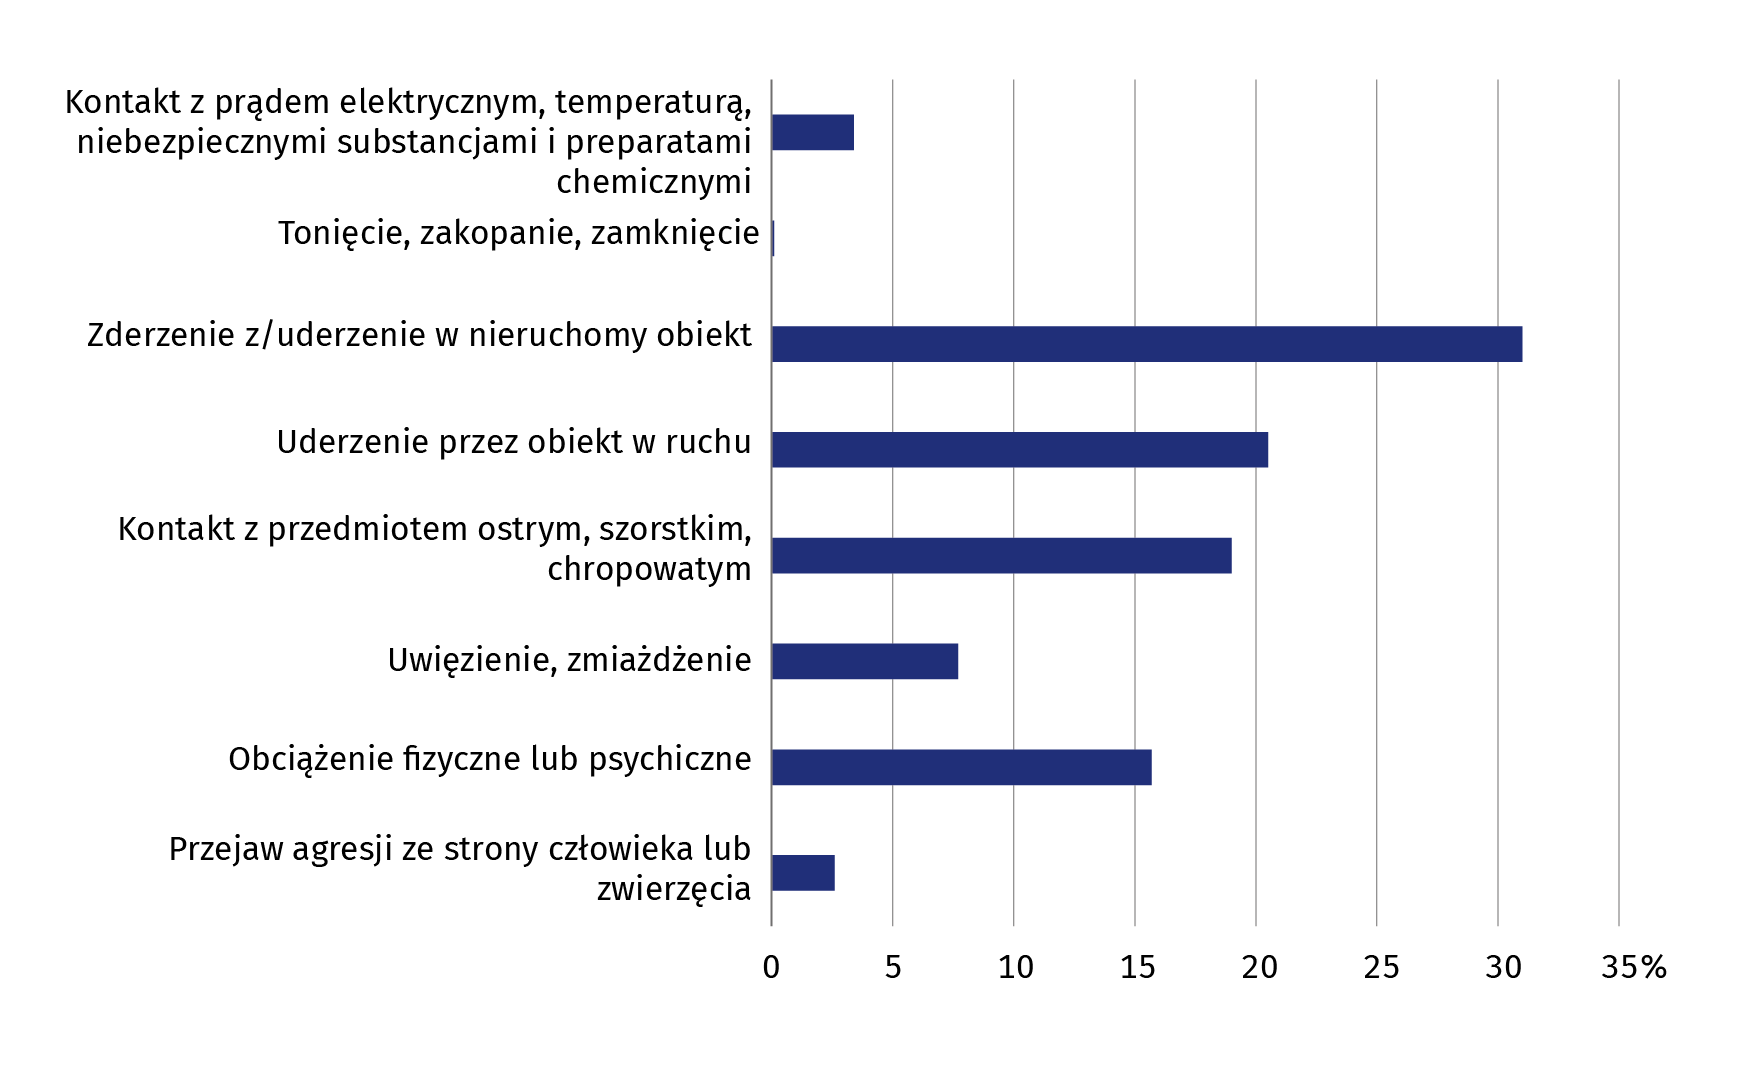 Kontakt z prądem elektrycznym, temperaturą,
niebezpiecznymi substancjami i preparatami
chemicznymi
Tonięcie, zakopanie, zamknięcie
Zderzenie z/uderzenie w nieruchomy obiekt
Uderzenie przez obiekt w ruchu
Kontakt z przedmiotem ostrym, szorstkim,
chropowatym
Uwięzienie, zmiażdżenie
Obciążenie fizyczne lub psychiczne
Przejaw agresji ze strony człowieka lub
zwierzęcia
0 5 10 15 20 25 30 35%